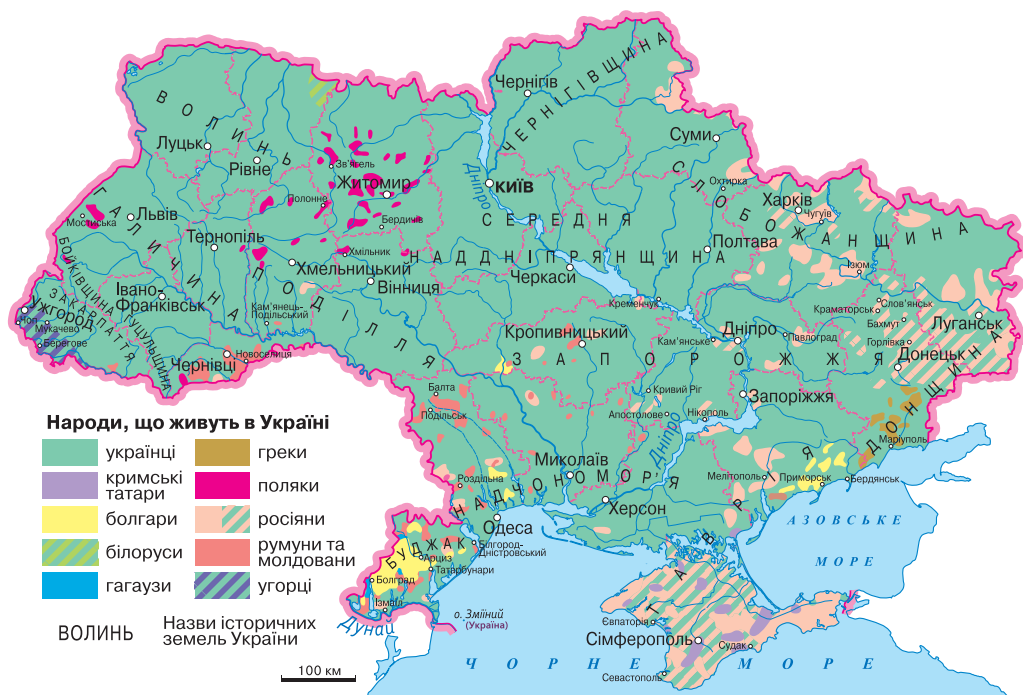 ВОЛИНЬ
ЧЕРНІГІВЩИНА
Чернігів
Луцьк
Рівне
Зв'ягель
Житомир
Полонне
Бердичів
Дніпро
КИЇВ
Суми
Охтирка
Харків
Чугуїв
СЛОБОЖАНЩИНА
СЕРЕДНЯ
НАДДНІПРЯНЩИНА
ГАЛИЧИНА
Мостиська
Львів
Тернопіль
Хмільник
Хмельницький
Вінниця
Черкаси
Полтава
Ізюм
Кременчук
БОЙКІВЩИНА
ГУЦУЛЬЩИНА
ЗАКАРПАТТЯ
Івано-
Франківськ
ПОДІЛЛЯ
Кам'янець-
Подільський
Ужгород
Чоп
Мукачево
Берегове
Чернівці
Новоселиця
Кропивницький
Кам'янське
Дніпро
Павлоград
Слов'янськ
Краматорськ
Бахмут
Горлівка
Луганськ
Донецьк
ДОНЩИНА
ЗАПОРОЖЖЯ
Балта
Подільськ
Кривий Ріг
Апостолове
Нікополь
Запоріжжя
Дніпро
Маріуполь
Миколаїв
Мелітополь
Приморськ
Бердянськ
Роздільна
НАДЧОНОМОР'Я
Херсон
Одеса
ТАВРІЯ
АЗОВСЬКЕ
МОРЕ
БУДЖАК
Білгород-
Дністровський
Арциз
Татарбунари
Болград
Ізмаїл
Дунай
о. Зміїний
(Україна)
Євпаторія
Сімферополь
Судак
Севастополь
ЧОРНЕ МОРЕ
Народи, що живуть в Україні
українці
кримські
татари
болгари
білоруси
гагаузи
греки
поляки
росіяни
румуни та
молдовани
угорці
ВОЛИНЬ
Назви історичних
земель України
100 км